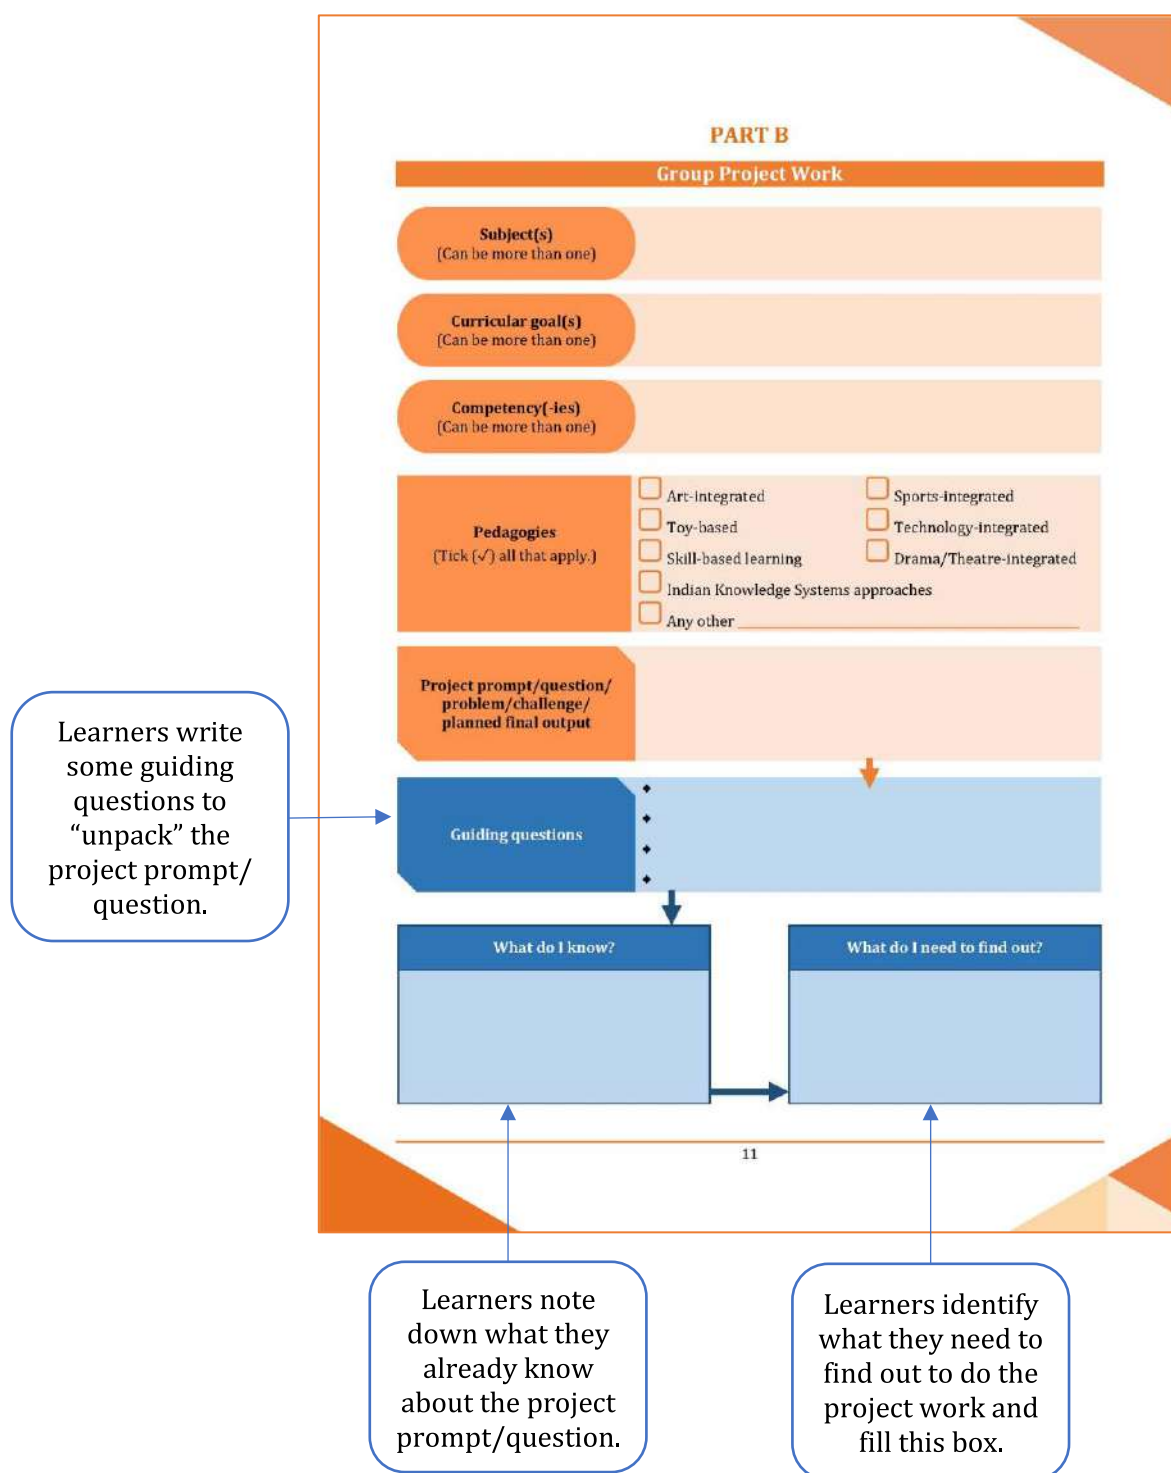 PART B
Group Project Work
Subject(s)
(Can be more than one)
Curricular goal(s)
(Can be more than one)
Competency(-ies)
(Can be more than one)
Pedagogies
(Tick (✓) all that apply.)
Art-integrated
Sports-integrated
Toy-based
Technology-integrated
Skill-based learning
Drama/Theatre-integrated
Indian Knowledge Systems approaches
Any other
Project prompt/question/
problem/challenge/
planned final output
Learners write
some guiding
questions to
“unpack” the
project prompt/
question.
Guiding questions
What do I know?
What do I need to find out?
11
Learners note
down what they
already know
about the project
prompt/question.
Learners identify
what they need to
find out to do the
project work and
fill this box.